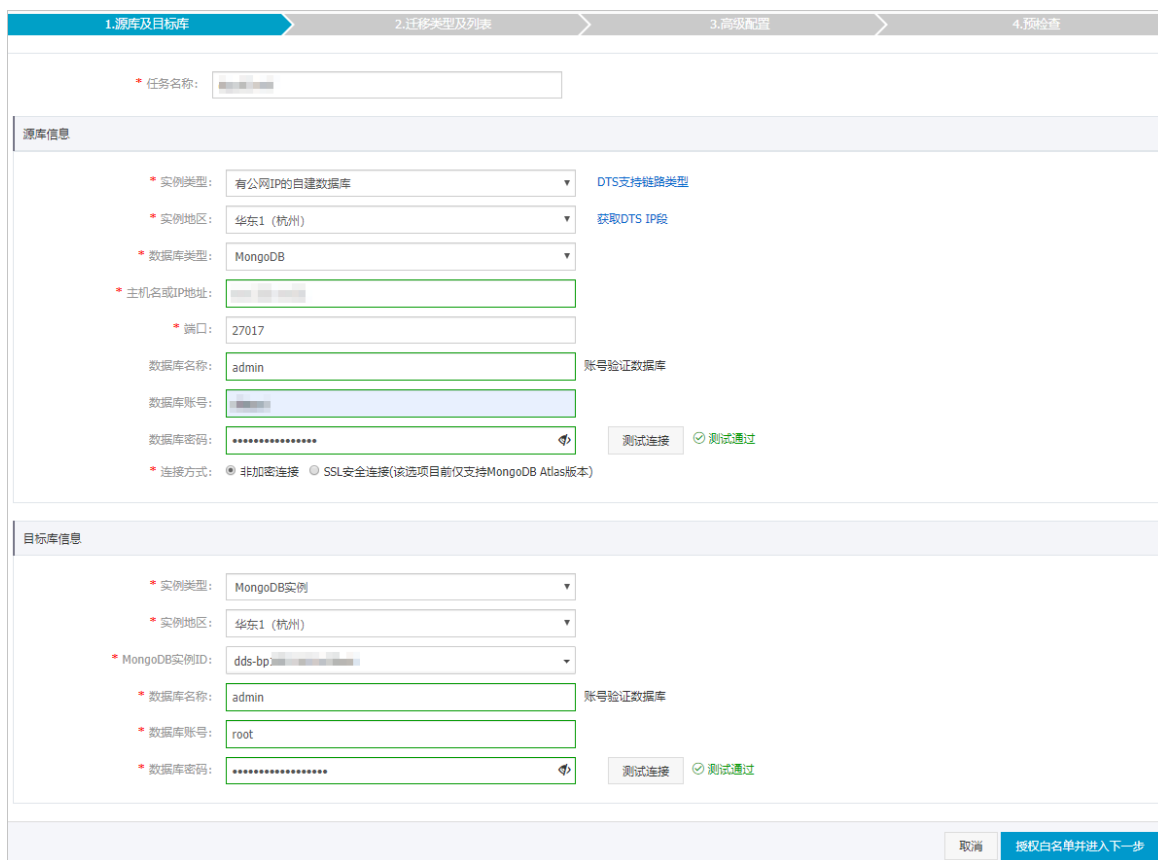 1.源库及目标库 2.迁移类型及列表 3.高级配置 4.预检查
* 任务名称:
源库信息
* 实例类型: 有公网IP的自建数据库 DTS支持链路类型
* 实例地区: 华东1（杭州） 获取DTS IP段
* 数据库类型: MongoDB
* 主机名或IP地址:
* 端口: 27017
数据库名称: admin 账号验证数据库
数据库账号:
数据库密码: •••••••••••••••• 测试连接 测试通过
* 连接方式: 非加密连接 SSL安全连接(该选项目前仅支持MongoDB Atlas版本)
目标库信息
* 实例类型: MongoDB实例
* 实例地区: 华东1（杭州）
* MongoDB实例ID: dds-bp
* 数据库名称: admin 账号验证数据库
* 数据库账号: root
* 数据库密码: •••••••••••••••••• 测试连接 测试通过
取消 授权白名单并进入下一步